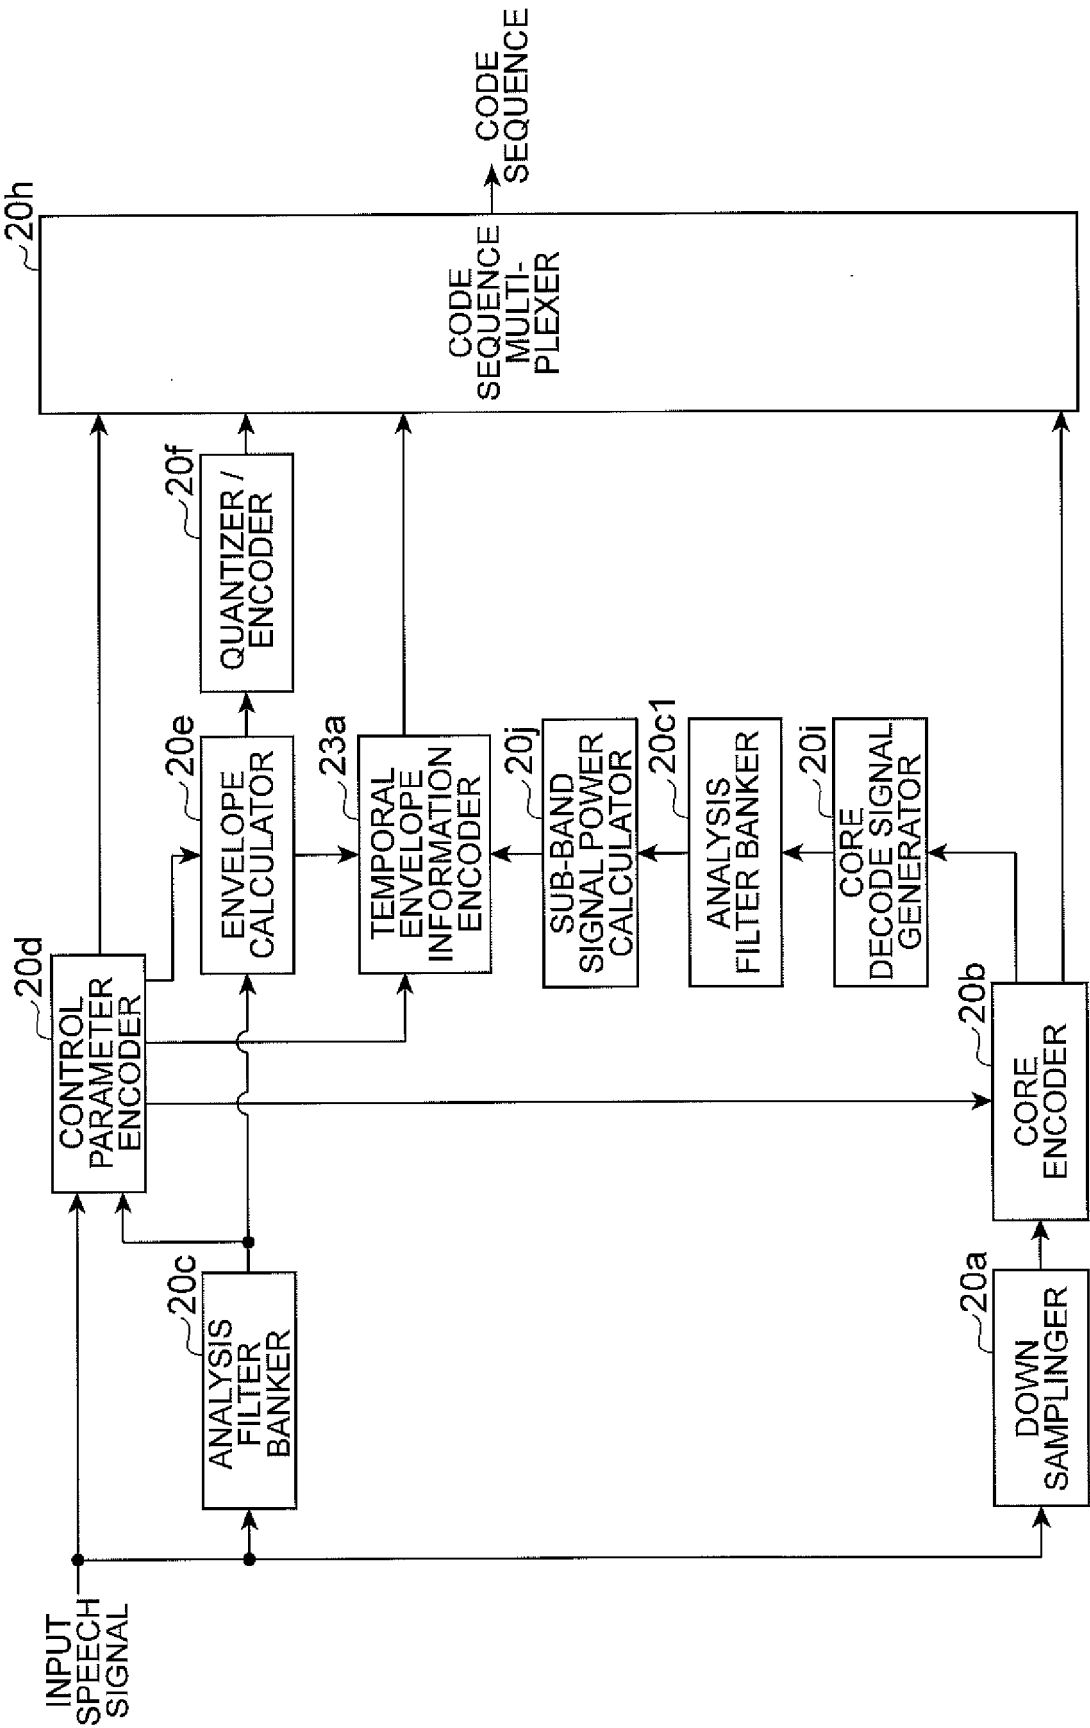 INPUT
SPEECH
SIGNAL
20c
ANALYSIS
FILTER
BANKER
20a
DOWN
SAMPLINGER
20d
CONTROL
PARAMETER
ENCODER
20b
CORE
ENCODER
20e
ENVELOPE
CALCULATOR
23a
TEMPORAL
ENVELOPE
INFORMATION
ENCODER
20j
SUB-BAND
SIGNAL POWER
CALCULATOR
20c1
ANALYSIS
FILTER BANKER
20i
CORE
DECODE SIGNAL
GENERATOR
20f
QUANTIZER /
ENCODER
20h
CODE
SEQUENCE
MULTI-
PLEXER
CODE
SEQUENCE